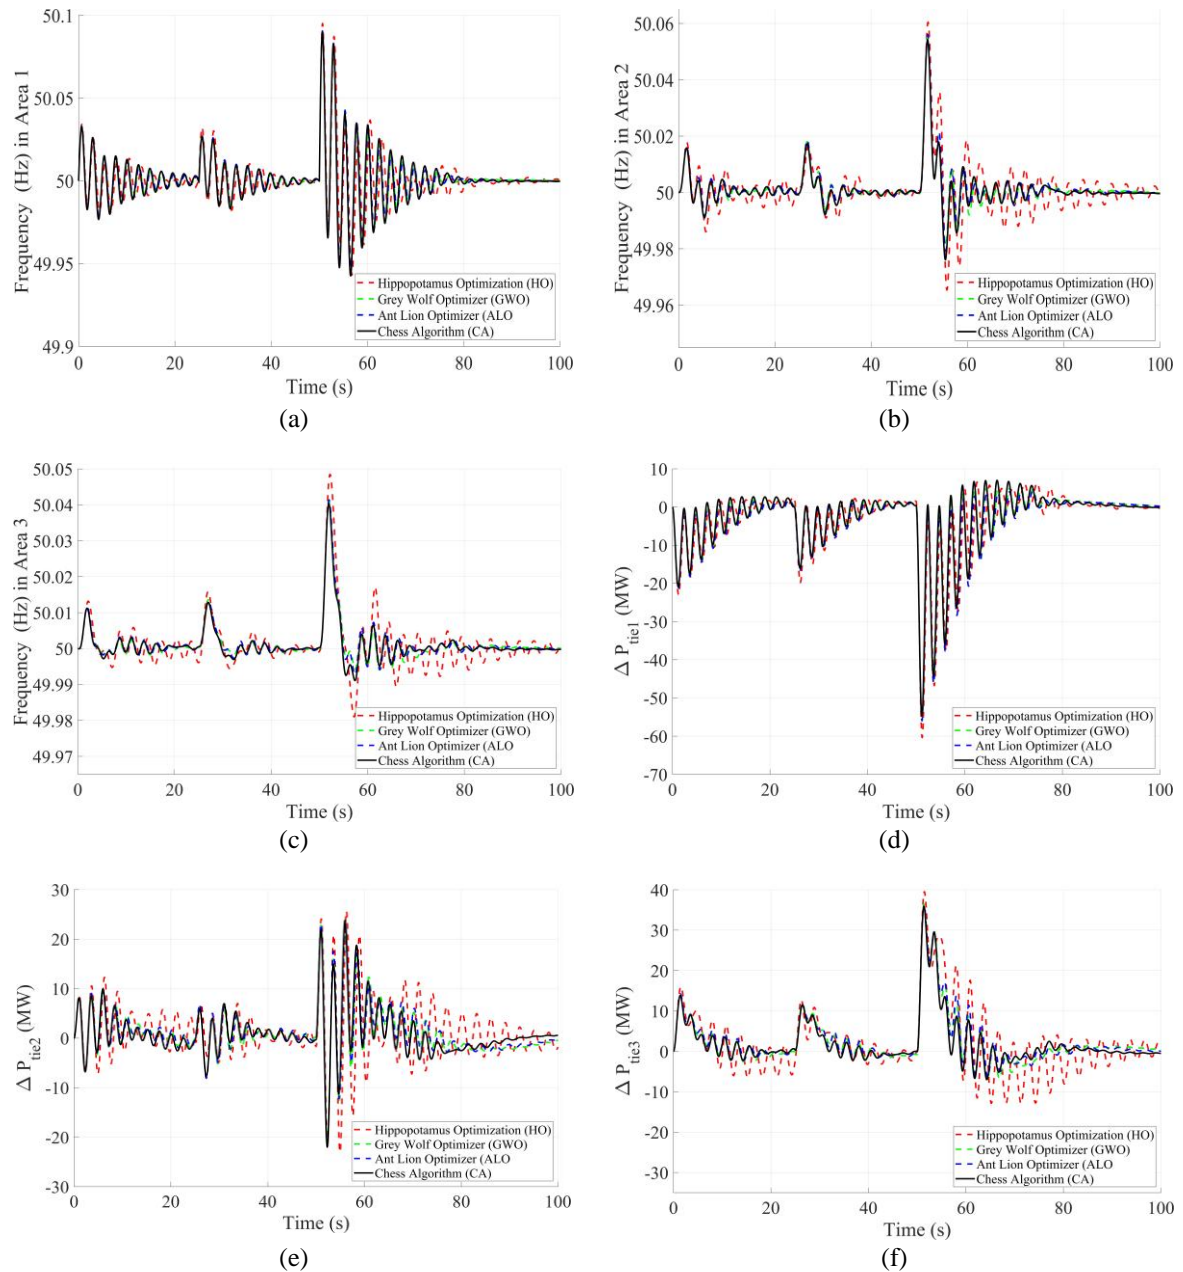 50.1
50.05
50
49.95
49.9
Frequency (Hz) in Area 1
0 20 40 60 80 100
Time (s)
Hippopotamus Optimization (HO)
Grey Wolf Optimizer (GWO)
Ant Lion Optimizer (ALO
Chess Algorithm (CA)
(a)
50.06
50.04
50.02
50
49.98
49.96
Frequency (Hz) in Area 2
0 20 40 60 80 100
Time (s)
Hippopotamus Optimization (HO)
Grey Wolf Optimizer (GWO)
Ant Lion Optimizer (ALO
Chess Algorithm (CA)
(b)
50.05
50.04
50.03
50.02
50.01
50
49.99
49.98
49.97
Frequency (Hz) in Area 3
0 20 40 60 80 100
Time (s)
Hippopotamus Optimization (HO)
Grey Wolf Optimizer (GWO)
Ant Lion Optimizer (ALO
Chess Algorithm (CA)
(c)
10
0
-10
-20
-30
-40
-50
-60
-70
Δ P_tie1 (MW)
0 20 40 60 80 100
Time (s)
Hippopotamus Optimization (HO)
Grey Wolf Optimizer (GWO)
Ant Lion Optimizer (ALO
Chess Algorithm (CA)
(d)
30
20
10
0
-10
-20
-30
Δ P_tie2 (MW)
0 20 40 60 80 100
Time (s)
Hippopotamus Optimization (HO)
Grey Wolf Optimizer (GWO)
Ant Lion Optimizer (ALO
Chess Algorithm (CA)
(e)
40
30
20
10
0
-10
-20
-30
Δ P_tie3 (MW)
0 20 40 60 80 100
Time (s)
Hippopotamus Optimization (HO)
Grey Wolf Optimizer (GWO)
Ant Lion Optimizer (ALO
Chess Algorithm (CA)
(f)